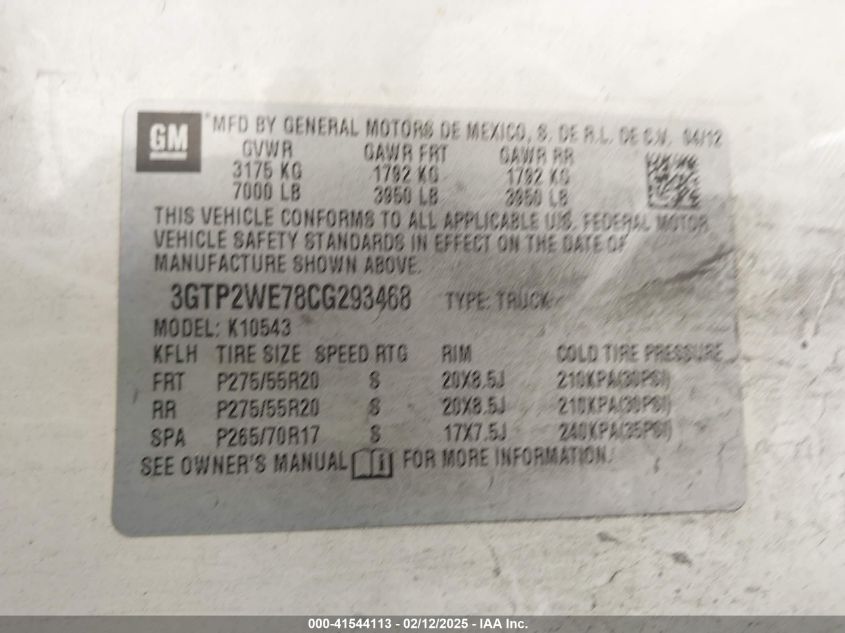 GM
*MFD BY GENERAL MOTORS DE MEXICO, S. DE R.L. DE C.V. 04/12
GVWR GAWR FRT GAWR RR
3175 KG 1792 KG 1792 KG
7000 LB 3950 LB 3950 LB
THIS VEHICLE CONFORMS TO ALL APPLICABLE U.S. FEDERAL MOTOR
VEHICLE SAFETY STANDARDS IN EFFECT ON THE DATE OF
MANUFACTURE SHOWN ABOVE.
3GTP2WE78CG293468 TYPE: TRUCK
MODEL: K10543
KFLH TIRE SIZE SPEED RTG RIM COLD TIRE PRESSURE
FRT P275/55R20 S 20X8.5J 210KPA(30PSI)
RR P275/55R20 S 20X8.5J 210KPA(30PSI)
SPA P265/70R17 S 17X7.5J 240KPA(35PSI)
SEE OWNER'S MANUAL i FOR MORE INFORMATION.
000-41544113 - 02/12/2025 - IAA Inc.